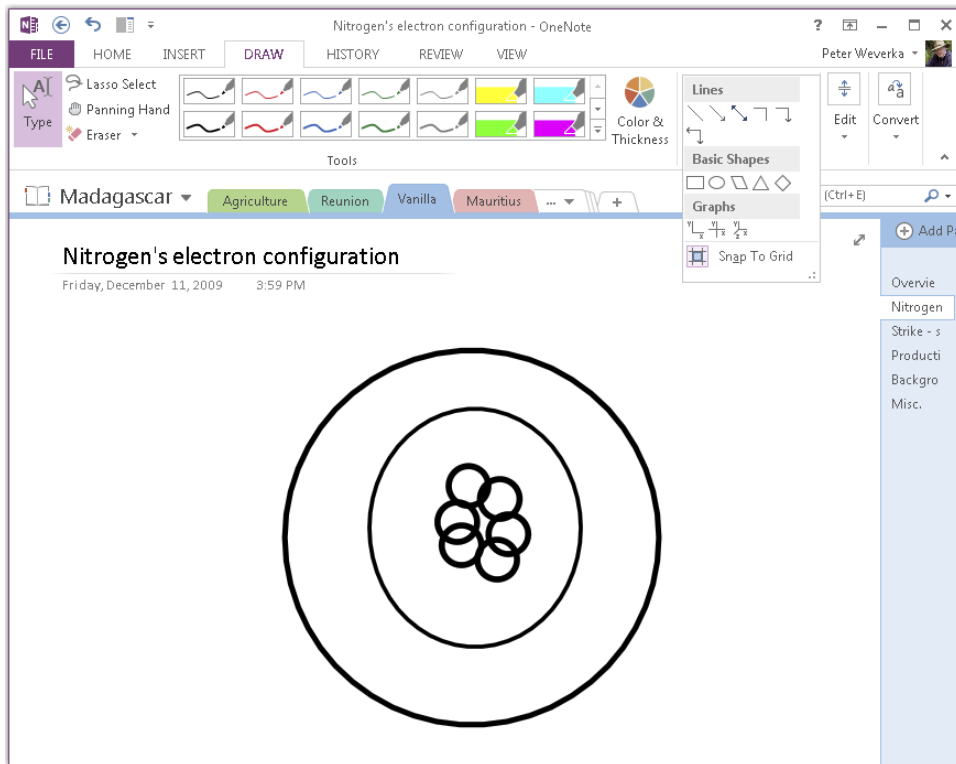 Nitrogen's electron configuration - OneNote
?
FILE HOME INSERT DRAW HISTORY REVIEW VIEW
Peter Weverka
Type
Lasso Select
Panning Hand
Eraser
Color &
Thickness
Tools
Lines
Basic Shapes
Graphs
Snap To Grid
Edit
Convert
Madagascar
Agriculture Reunion Vanilla Mauritius ... +
(Ctrl+E)
Add Pa
Nitrogen's electron configuration
Friday, December 11, 2009 3:59 PM
Overvie
Nitrogen
Strike - s
Producti
Backgro
Misc.